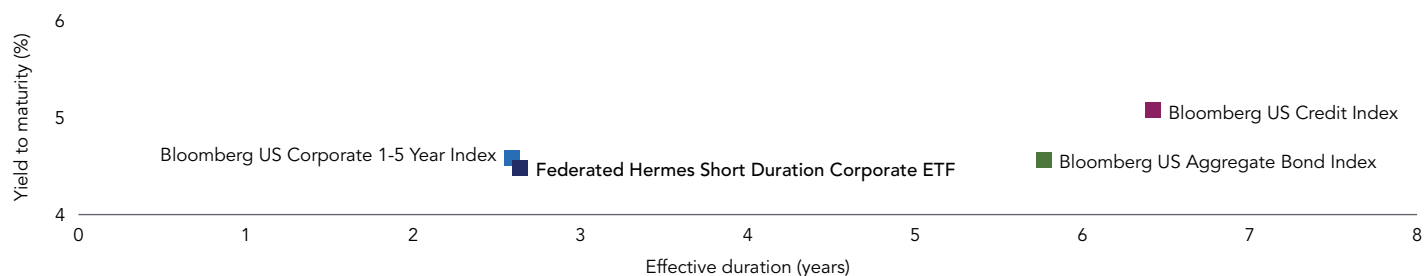 6
Yield to maturity (%)
5
Bloomberg US Credit Index
Bloomberg US Corporate 1-5 Year Index
Federated Hermes Short Duration Corporate ETF
Bloomberg US Aggregate Bond Index
4
0 1 2 3 4 5 6 7 8
Effective duration (years)